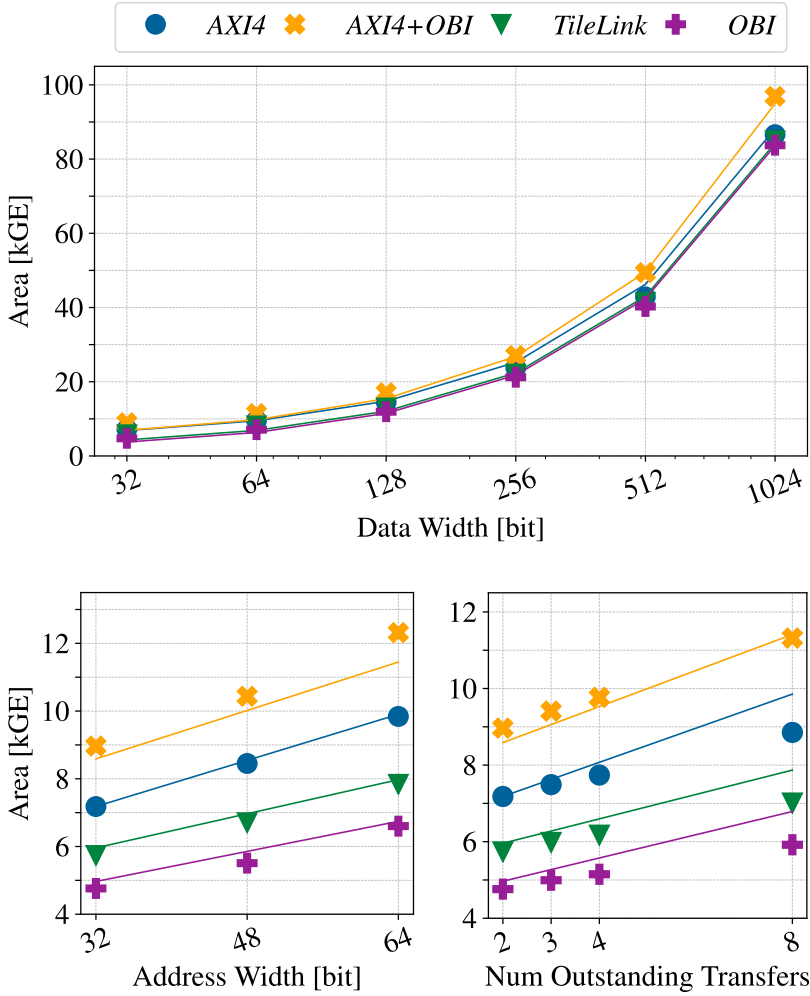 AXI4 AXI4+OBI TileLink OBI
100
80
60
40
20
0
Area [kGE]
32 64 128 256 512 1024
Data Width [bit]
12
10
8
6
4
Area [kGE]
32 48 64
Address Width [bit]
12
10
8
6
4
2 3 4 8
Num Outstanding Transfers